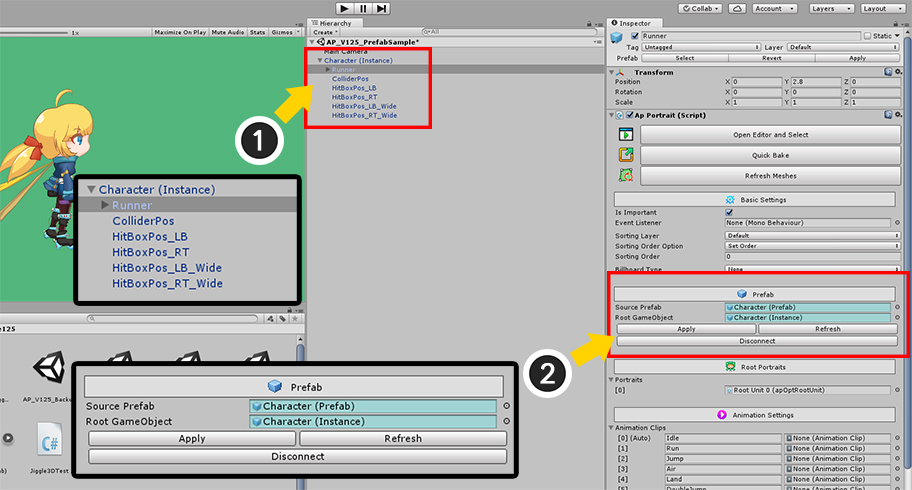 Collab
Account
Layers
Layout
Maximize On Play
Mute Audio
Stats
Gizmos
Hierarchy
Create
All
AP_V125_PrefabSample*
Main Camera
Character (Instance)
Runner
ColliderPos
HitBoxPos_LB
HitBoxPos_RT
HitBoxPos_LB_Wide
HitBoxPos_RT_Wide
1
Character (Instance)
Runner
ColliderPos
HitBoxPos_LB
HitBoxPos_RT
HitBoxPos_LB_Wide
HitBoxPos_RT_Wide
le125
AP_V125_Backu
C#
Jiggle3DTest
Prefab
Source Prefab
Character (Prefab)
Root GameObject
Character (Instance)
Apply
Refresh
Disconnect
2
Inspector
Runner
Static
Tag
Untagged
Layer
Default
Prefab
Select
Revert
Apply
Transform
Position
X 0
Y 2.8
Z 0
Rotation
X 0
Y 0
Z 0
Scale
X 1
Y 1
Z 1
Ap Portrait (Script)
Open Editor and Select
Quick Bake
Refresh Meshes
Basic Settings
Is Important
Event Listener
None (Mono Behaviour)
Sorting Layer
Default
Sorting Order Option
Set Order
Sorting Order
0
Billboard Type
None
Prefab
Source Prefab
Character (Prefab)
Root GameObject
Character (Instance)
Apply
Refresh
Disconnect
Root Portraits
Portraits
[0]
Root Unit 0 (apOptRootUnit)
Animation Settings
Animation Clips
[0] (Auto)
Idle
None (Animation Clip)
[1]
Run
None (Animation Clip)
[2]
Jump
None (Animation Clip)
[3]
Air
None (Animation Clip)
[4]
Land
None (Animation Clip)
[5]
DoubleJump
None (Animation Clip)